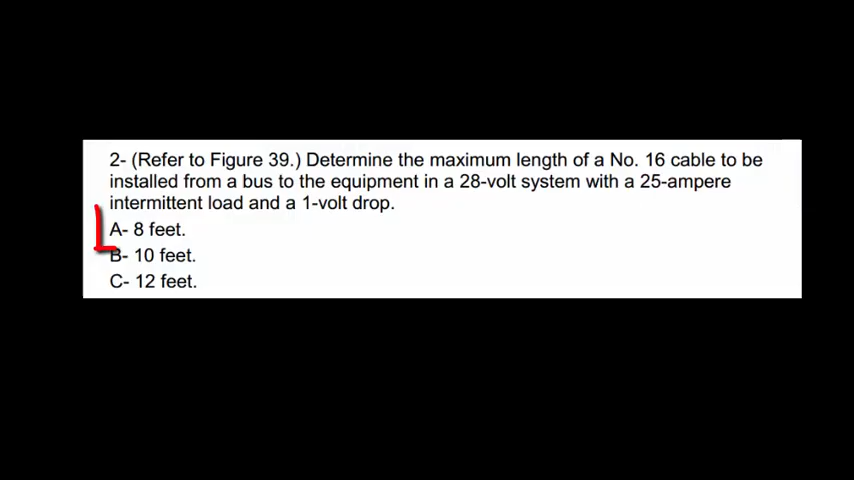 2- (Refer to Figure 39.) Determine the maximum length of a No. 16 cable to be
installed from a bus to the equipment in a 28-volt system with a 25-ampere
intermittent load and a 1-volt drop.
A- 8 feet.
B- 10 feet.
C- 12 feet.